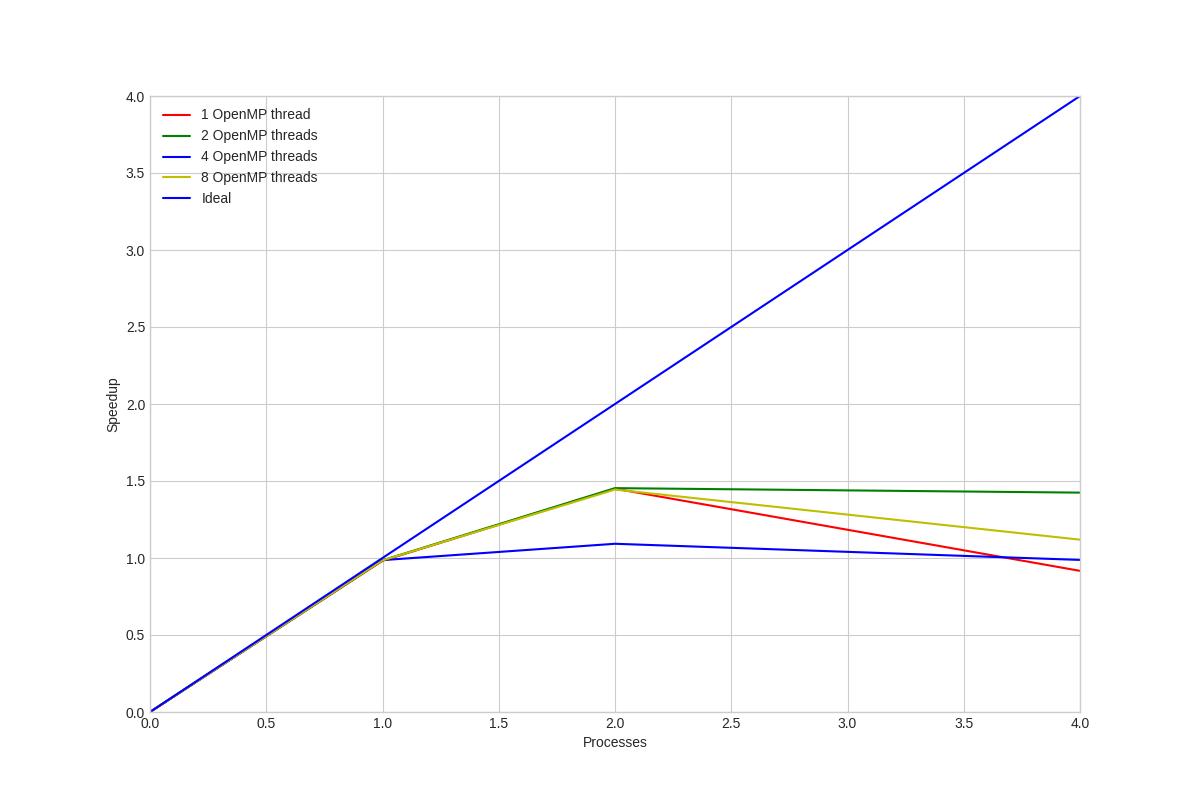 4.0
3.5
3.0
2.5
2.0
1.5
1.0
0.5
0.0
Speedup
1 OpenMP thread
2 OpenMP threads
4 OpenMP threads
8 OpenMP threads
Ideal
0.0 0.5 1.0 1.5 2.0 2.5 3.0 3.5 4.0
Processes